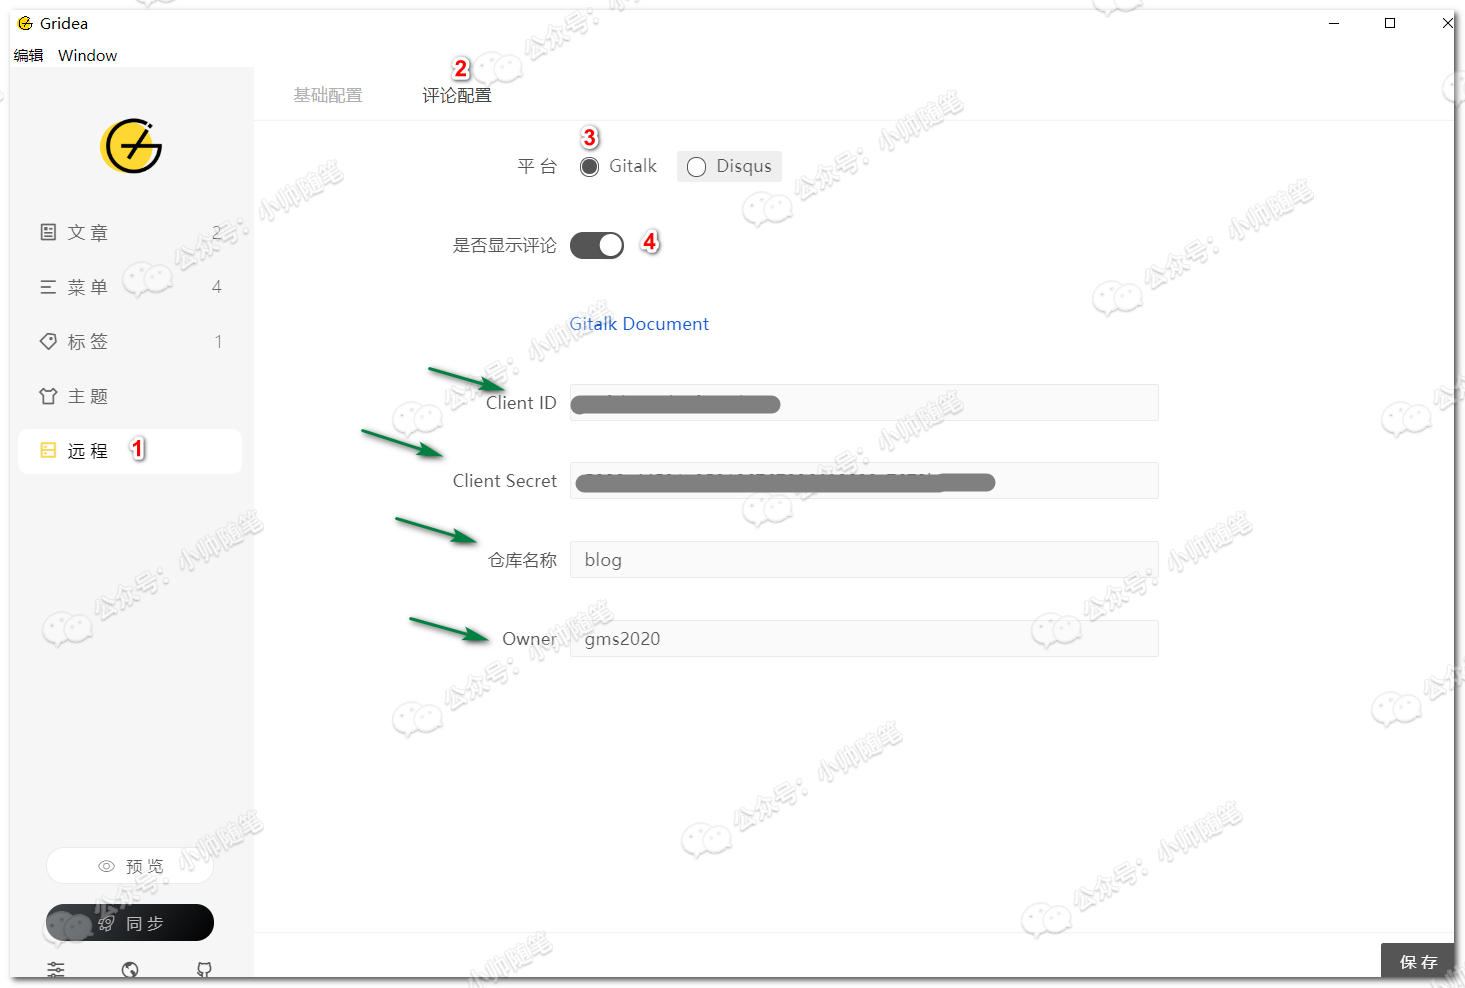 Gridea
编辑 Window
2
基础配置 评论配置
3
平 台 Gitalk Disqus
文 章 2
是否显示评论 4
菜 单 4
Gitalk Document
标 签 1
主 题
Client ID
远 程 1
Client Secret
仓库名称 blog
Owner gms2020
预 览
同 步
保 存
公众号：小帅随笔